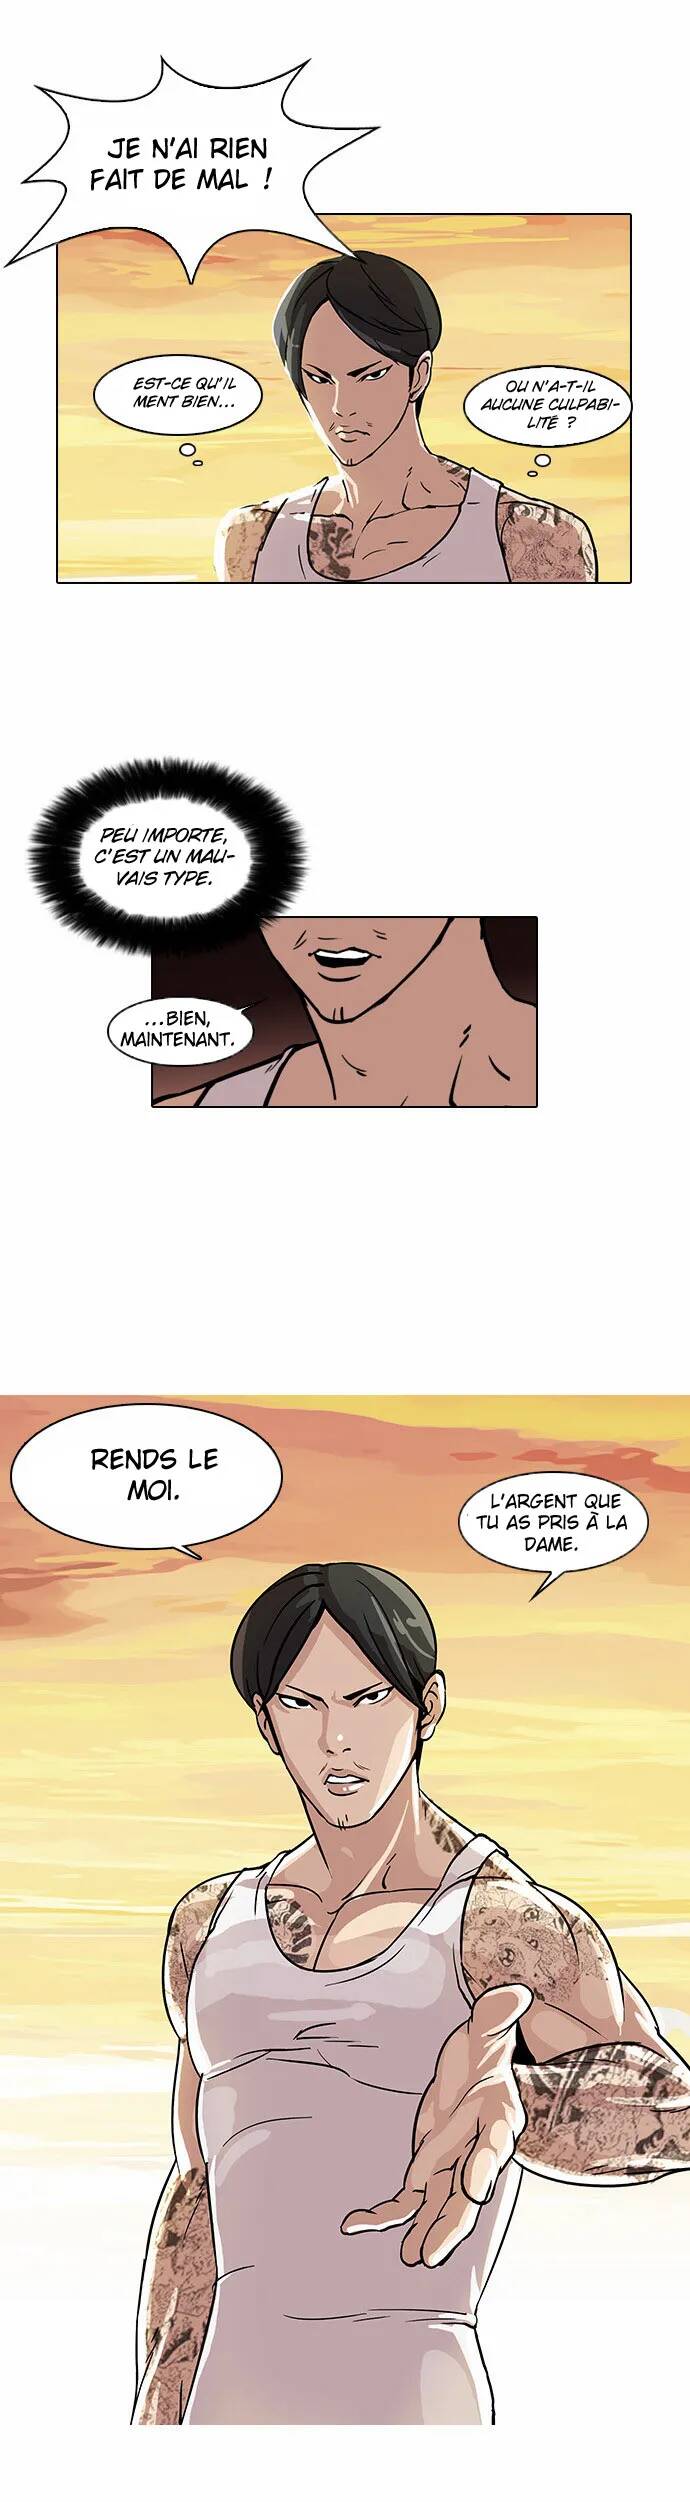 JE N'AI RIEN
FAIT DE MAL !
EST-CE QU'IL
MENT BIEN...
OU N'A-T-IL
AUCUNE CULPABI-
LITÉ ?
PEU IMPORTE,
C'EST UN MAU-
VAIS TYPE.
...BIEN,
MAINTENANT.
RENDS LE
MOI.
L'ARGENT QUE
TU AS PRIS À LA
DAME.